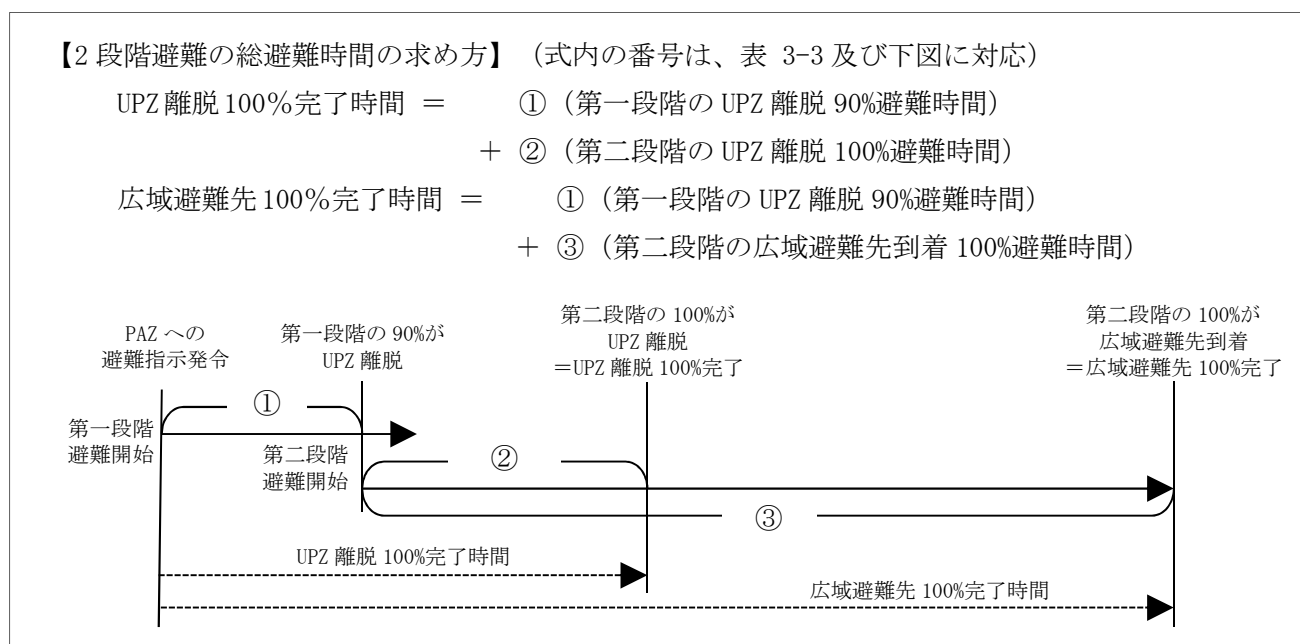 【2 段階避難の総避難時間の求め方】 (式内の番号は、表 3-3 及び下図に対応)
UPZ 離脱 100%完了時間 = ① (第一段階の UPZ 離脱 90%避難時間)
+ ② (第二段階の UPZ 離脱 100%避難時間)
広域避難先 100%完了時間 = ① (第一段階の UPZ 離脱 90%避難時間)
+ ③ (第二段階の広域避難先到着 100%避難時間)
PAZ への
避難指示発令
第一段階の 90%が
UPZ 離脱
第二段階の 100%が
UPZ 離脱
=UPZ 離脱 100%完了
第二段階の 100%が
広域避難先到着
=広域避難先 100%完了
①
第一段階
避難開始
第二段階
避難開始
②
③
UPZ 離脱 100%完了時間
広域避難先 100%完了時間